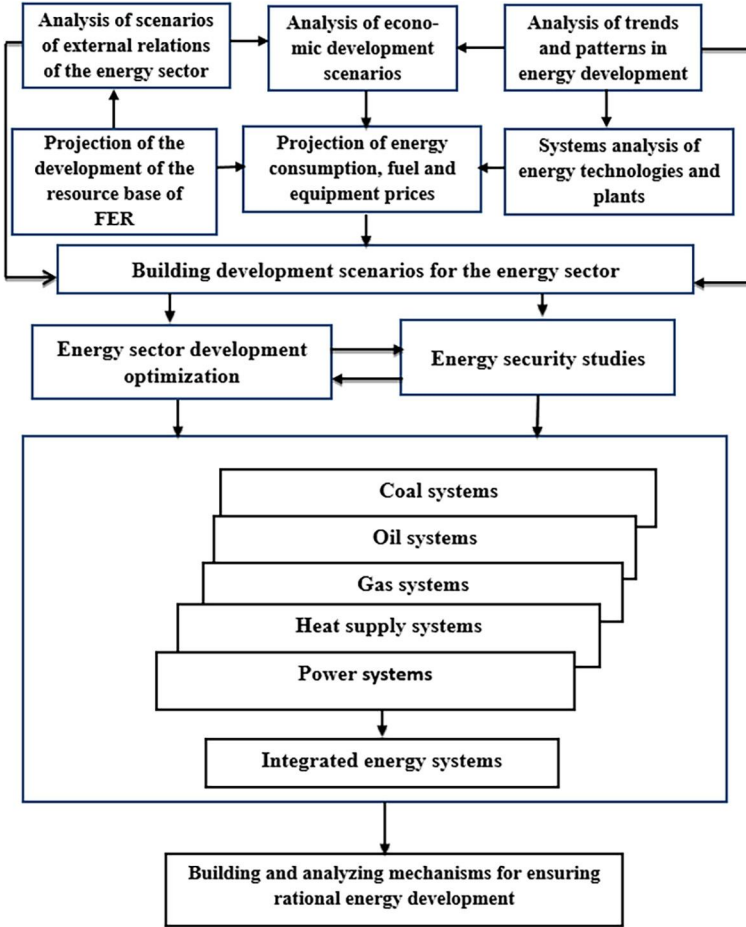 Analysis of scenarios
of external relations
of the energy sector
Analysis of econo-
mic development
scenarios
Analysis of trends
and patterns in
energy development
Projection of the
development of the
resource base of
FER
Projection of energy
consumption, fuel and
equipment prices
Systems analysis of
energy technologies and
plants
Building development scenarios for the energy sector
Energy sector development
optimization
Energy security studies
Coal systems
Oil systems
Gas systems
Heat supply systems
Power systems
Integrated energy systems
Building and analyzing mechanisms for ensuring
rational energy development